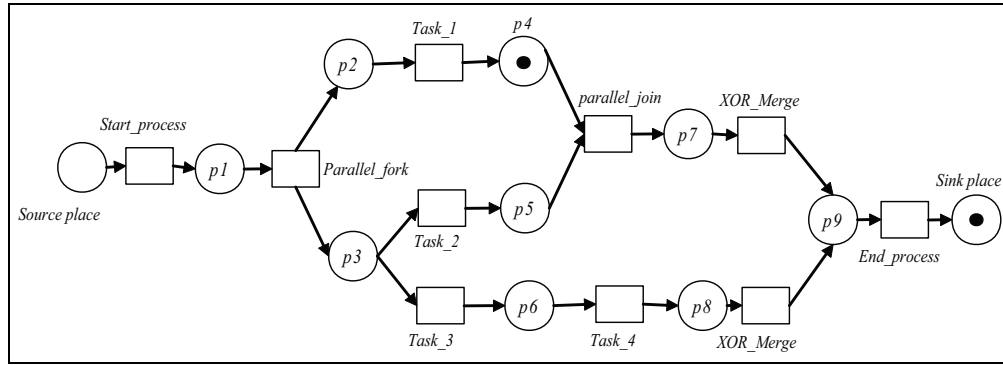 Task_1
p4
p2
parallel_join
XOR_Merge
Start_process
p1
Parallel_fork
p7
Sink place
Source place
Task_2
p5
p9
End_process
p3
Task_3
p6
Task_4
p8
XOR_Merge